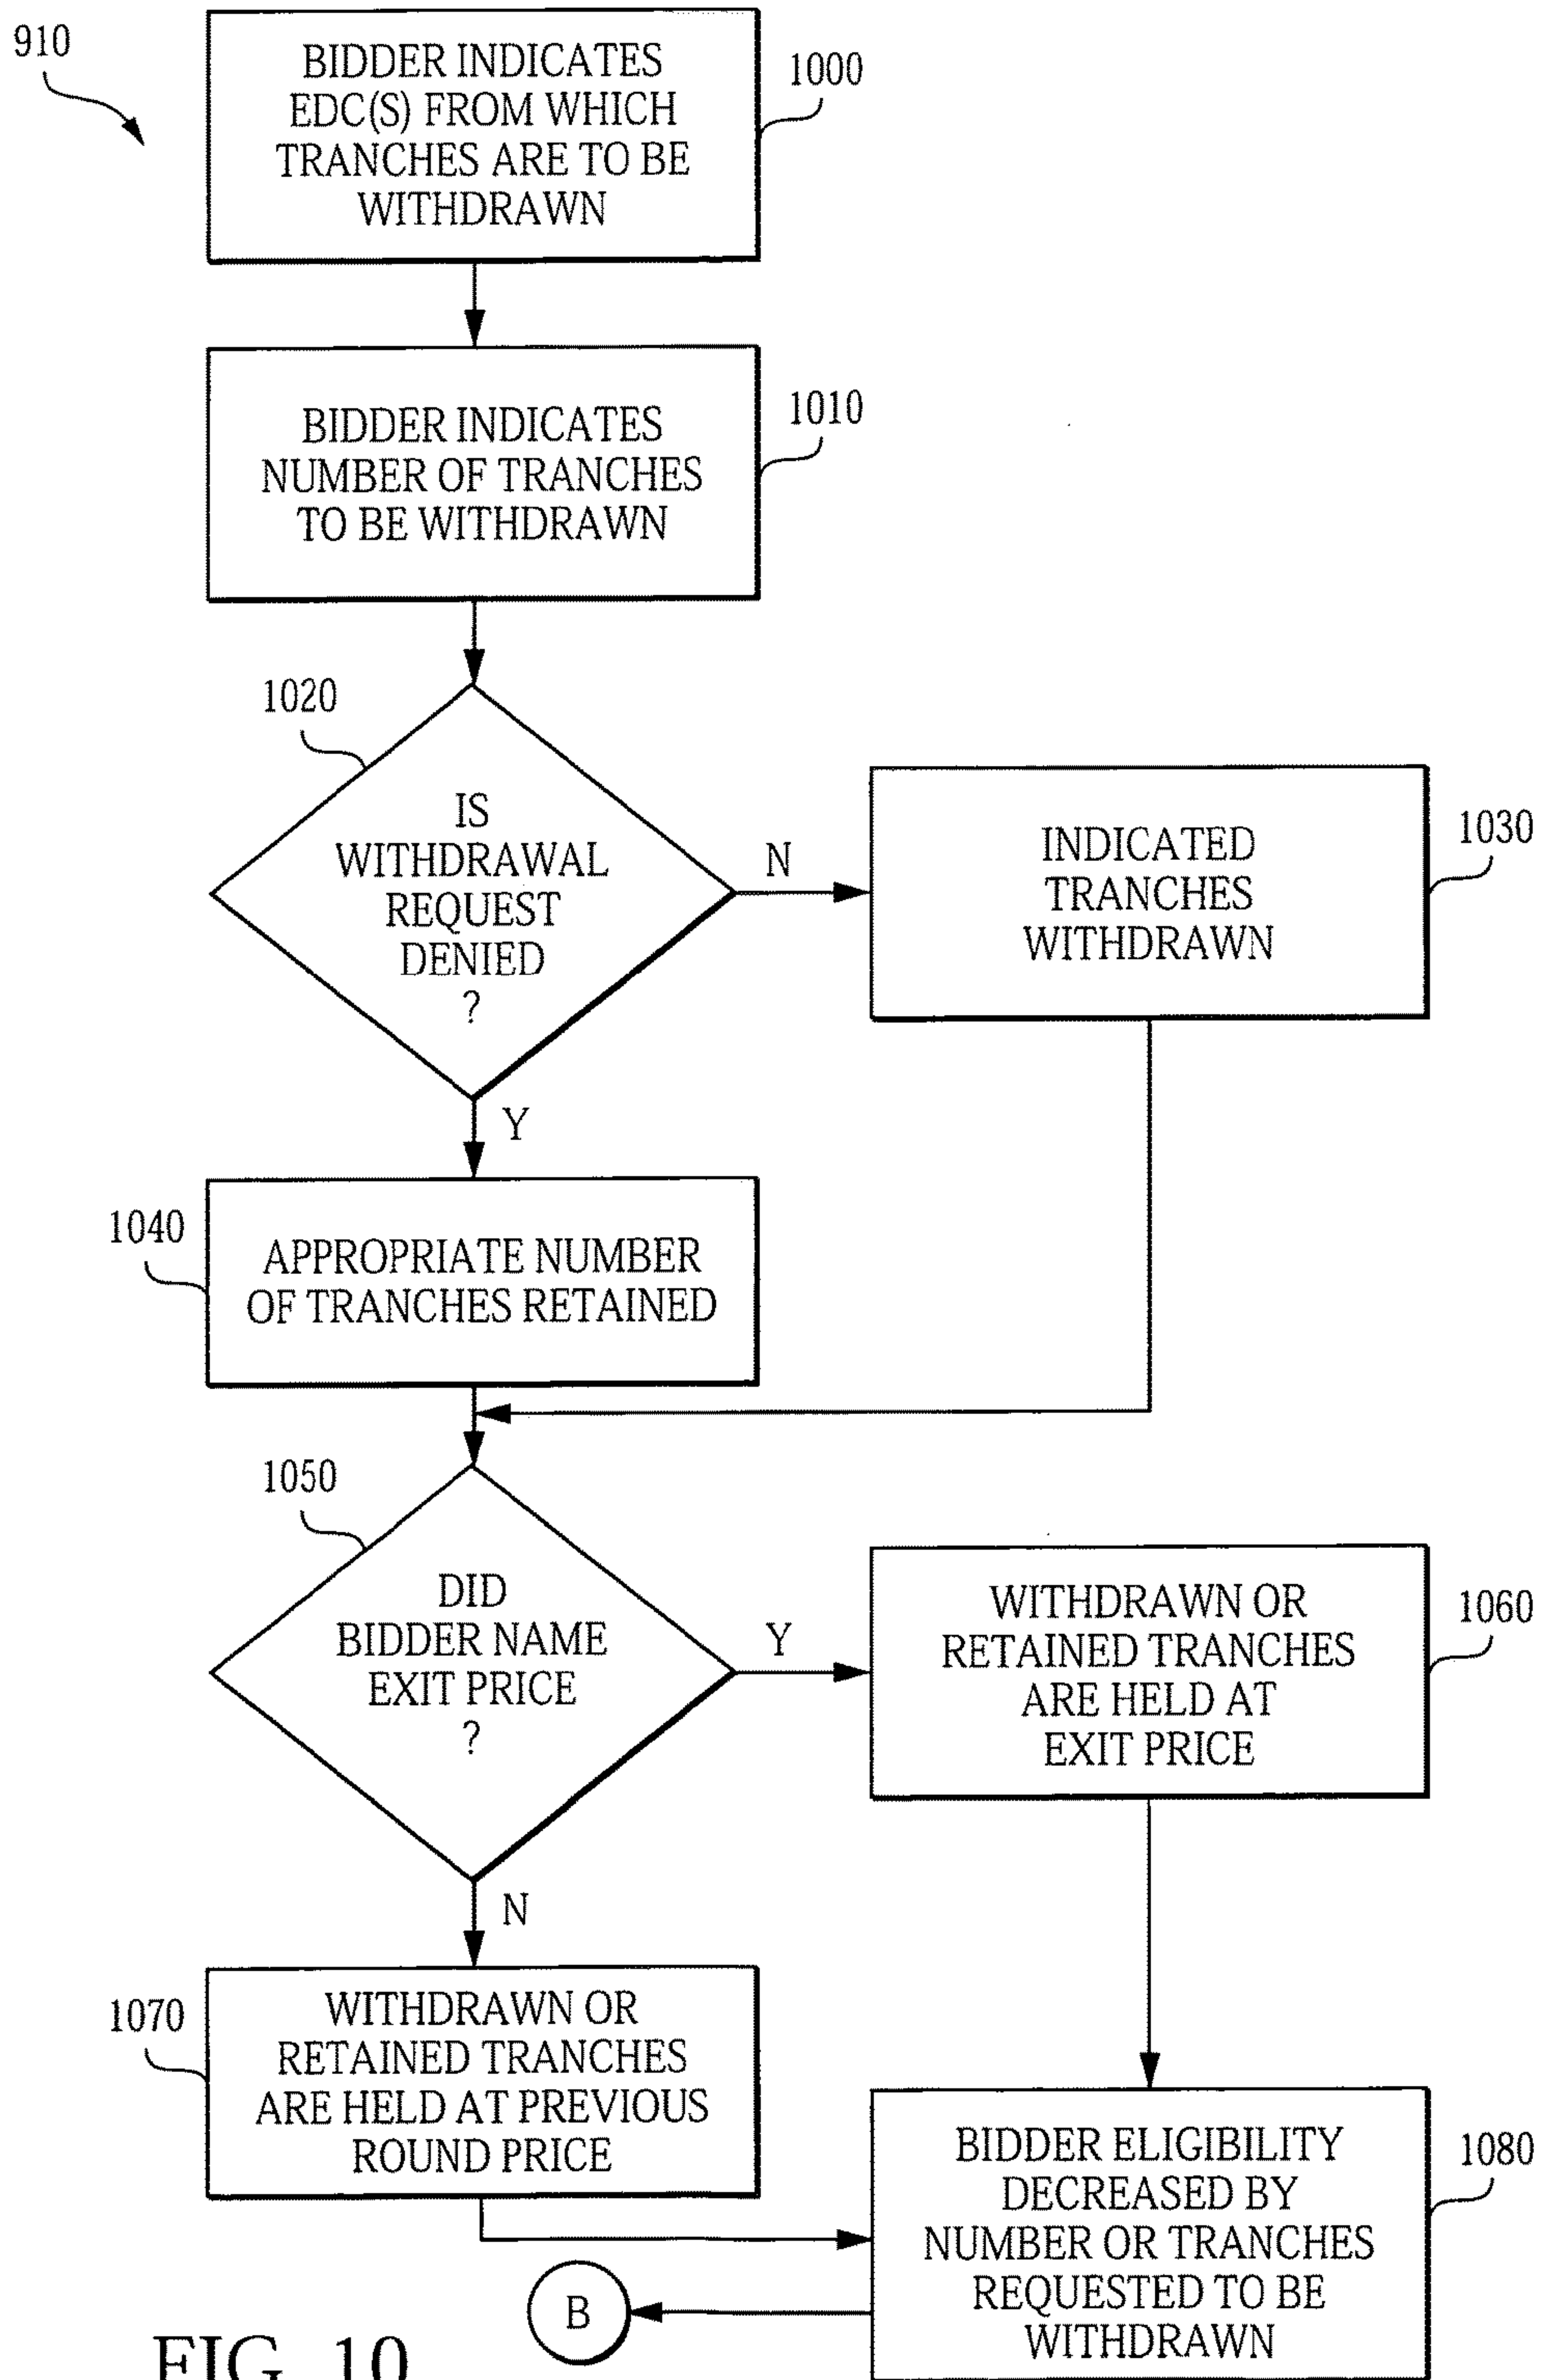 910
BIDDER INDICATES
EDC(S) FROM WHICH
TRANCHES ARE TO BE
WITHDRAWN
1000
BIDDER INDICATES
NUMBER OF TRANCHES
TO BE WITHDRAWN
1010
1020
IS
WITHDRAWAL
REQUEST
DENIED
?
N
Y
INDICATED
TRANCHES
WITHDRAWN
1030
1040
APPROPRIATE NUMBER
OF TRANCHES RETAINED
1050
DID
BIDDER NAME
EXIT PRICE
?
Y
N
WITHDRAWN OR
RETAINED TRANCHES
ARE HELD AT
EXIT PRICE
1060
1070
WITHDRAWN OR
RETAINED TRANCHES
ARE HELD AT PREVIOUS
ROUND PRICE
BIDDER ELIGIBILITY
DECREASED BY
NUMBER OR TRANCHES
REQUESTED TO BE
WITHDRAWN
1080
B
FIG. 10